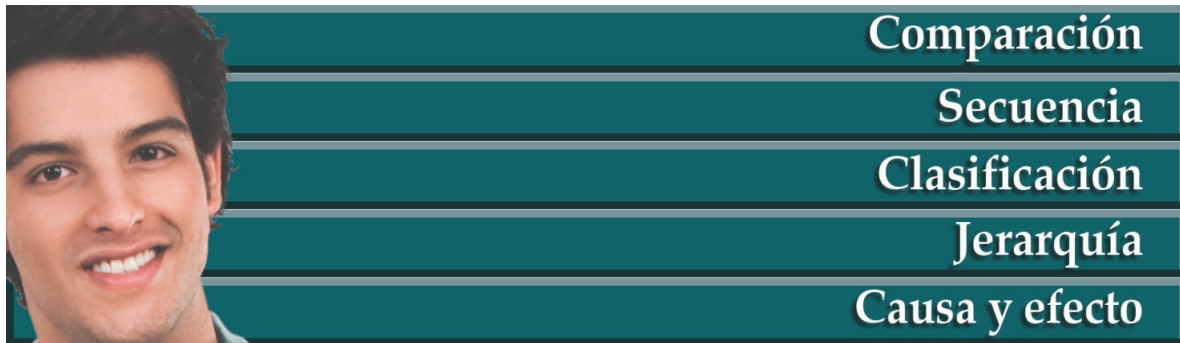 Comparación
Secuencia
Clasificación
Jerarquía
Causa y efecto